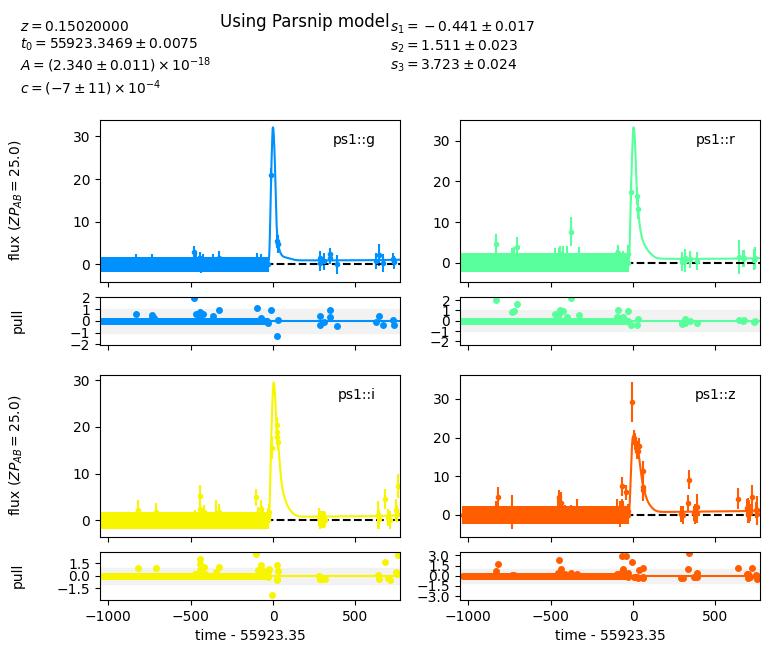 Using Parsnip model
z = 0.15020000
t₀ = 55923.3469 ± 0.0075
A = (2.340 ± 0.011) × 10⁻¹⁸
c = (−7 ± 11) × 10⁻⁴
s₁ = −0.441 ± 0.017
s₂ = 1.511 ± 0.023
s₃ = 3.723 ± 0.024
flux (ZP_AB = 25.0)
30
20
10
0
ps1::g
30
20
10
0
ps1::r
pull
2
1
0
−1
−2
2
1
0
−1
−2
flux (ZP_AB = 25.0)
30
20
10
0
ps1::i
30
20
10
0
ps1::z
pull
1.5
0.0
−1.5
3.0
1.5
0.0
−1.5
−3.0
−1000 −500 0 500
−1000 −500 0 500
time - 55923.35
time - 55923.35